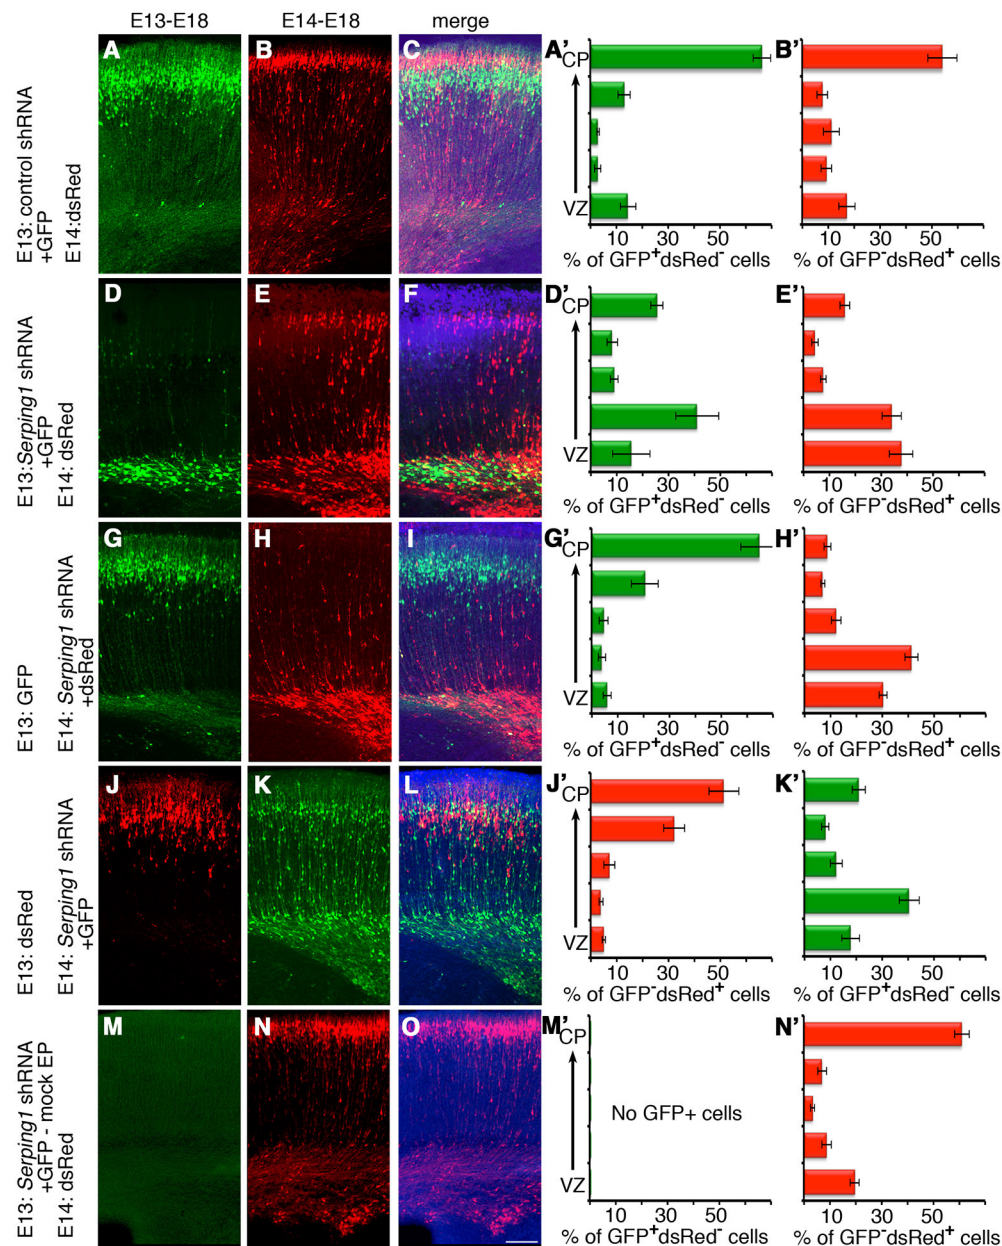 E13-E18
E14-E18
merge
E13: control shRNA
+GFP
E14:dsRed
A
B
C
A'
CP
VZ
10
30
50
% of GFP+dsRed- cells
B'
10
30
50
% of GFP-dsRed+ cells
E13:Serping1 shRNA
+GFP
E14: dsRed
D
E
F
D'
CP
VZ
10
30
50
% of GFP+dsRed- cells
E'
10
30
50
% of GFP-dsRed+ cells
E13: GFP
E14: Serping1 shRNA
+dsRed
G
H
I
G'
CP
VZ
10
30
50
% of GFP+dsRed- cells
H'
10
30
50
% of GFP-dsRed+ cells
E13: dsRed
E14: Serping1 shRNA
+GFP
J
K
L
J'
CP
VZ
10
30
50
% of GFP-dsRed+ cells
K'
10
30
50
% of GFP+dsRed- cells
E13: Serping1 shRNA
+GFP - mock EP
E14: dsRed
M
N
O
M'
CP
No GFP+ cells
VZ
10
30
50
% of GFP+dsRed- cells
N'
10
30
50
% of GFP-dsRed+ cells